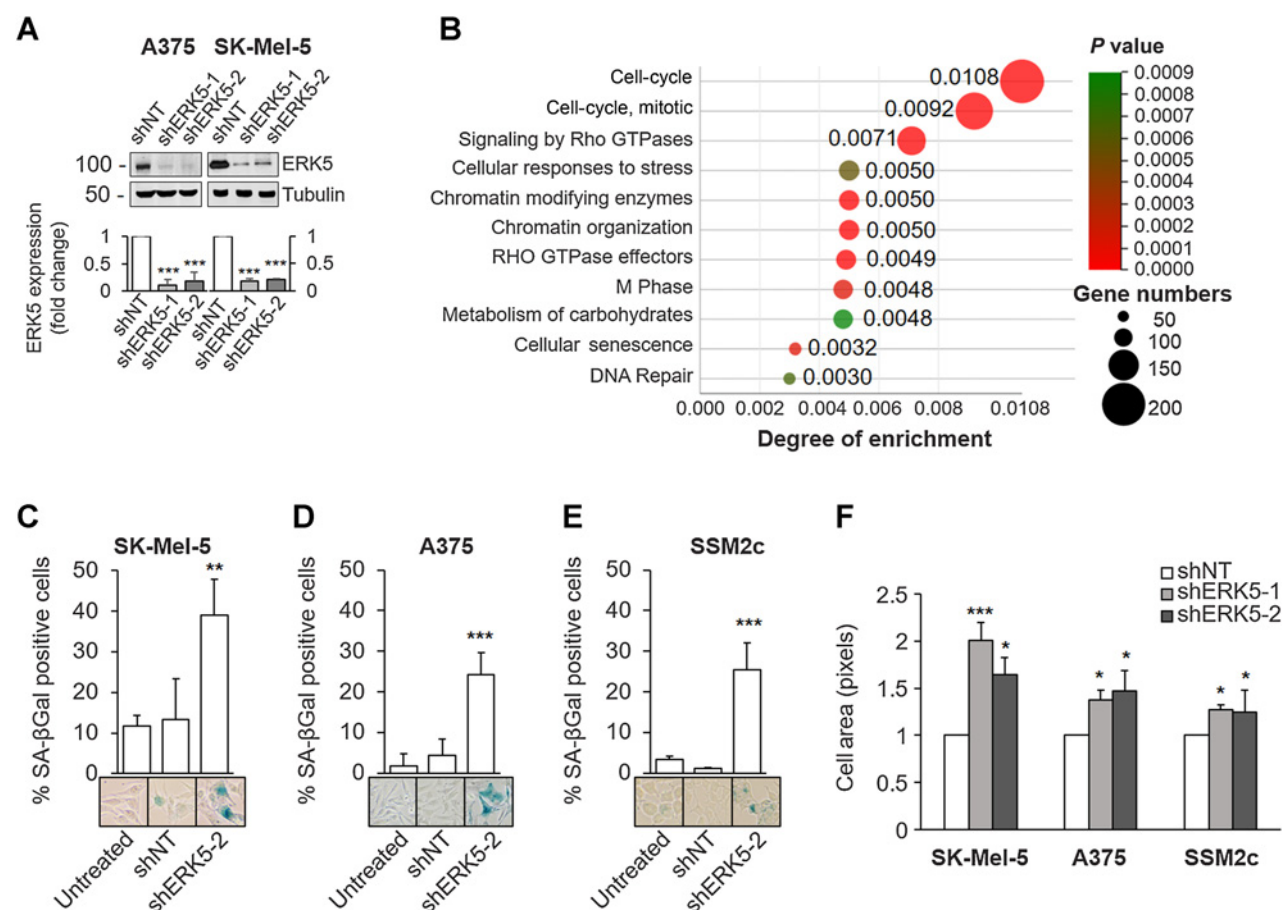 A
A375 SK-Mel-5
shNT
shERK5-1
shERK5-2
shNT
shERK5-1
shERK5-2
100 -
ERK5
50 -
Tubulin
ERK5 expression
(fold change)
1
0.5
0
*** ***
*** ***
1
0.5
0
shNT
shERK5-1
shERK5-2
shNT
shERK5-1
shERK5-2
B
Cell-cycle
0.0108
Cell-cycle, mitotic
0.0092
Signaling by Rho GTPases
0.0071
Cellular responses to stress
0.0050
Chromatin modifying enzymes
0.0050
Chromatin organization
0.0050
RHO GTPase effectors
0.0049
M Phase
0.0048
Metabolism of carbohydrates
0.0048
Cellular senescence
0.0032
DNA Repair
0.0030
0.000 0.002 0.004 0.006 0.008 0.0108
Degree of enrichment
P value
0.0009
0.0008
0.0007
0.0006
0.0005
0.0004
0.0003
0.0002
0.0001
0.0000
Gene numbers
50
100
150
200
C
SK-Mel-5
% SA-βGal positive cells
50
40
30
20
10
0
**
Untreated
shNT
shERK5-2
D
A375
% SA-βGal positive cells
50
40
30
20
10
0
***
Untreated
shNT
shERK5-2
E
SSM2c
% SA-βGal positive cells
50
40
30
20
10
0
***
Untreated
shNT
shERK5-2
F
shNT
shERK5-1
shERK5-2
Cell area (pixels)
2.5
2
1.5
1
0.5
0
***
*
* *
* *
SK-Mel-5 A375 SSM2c